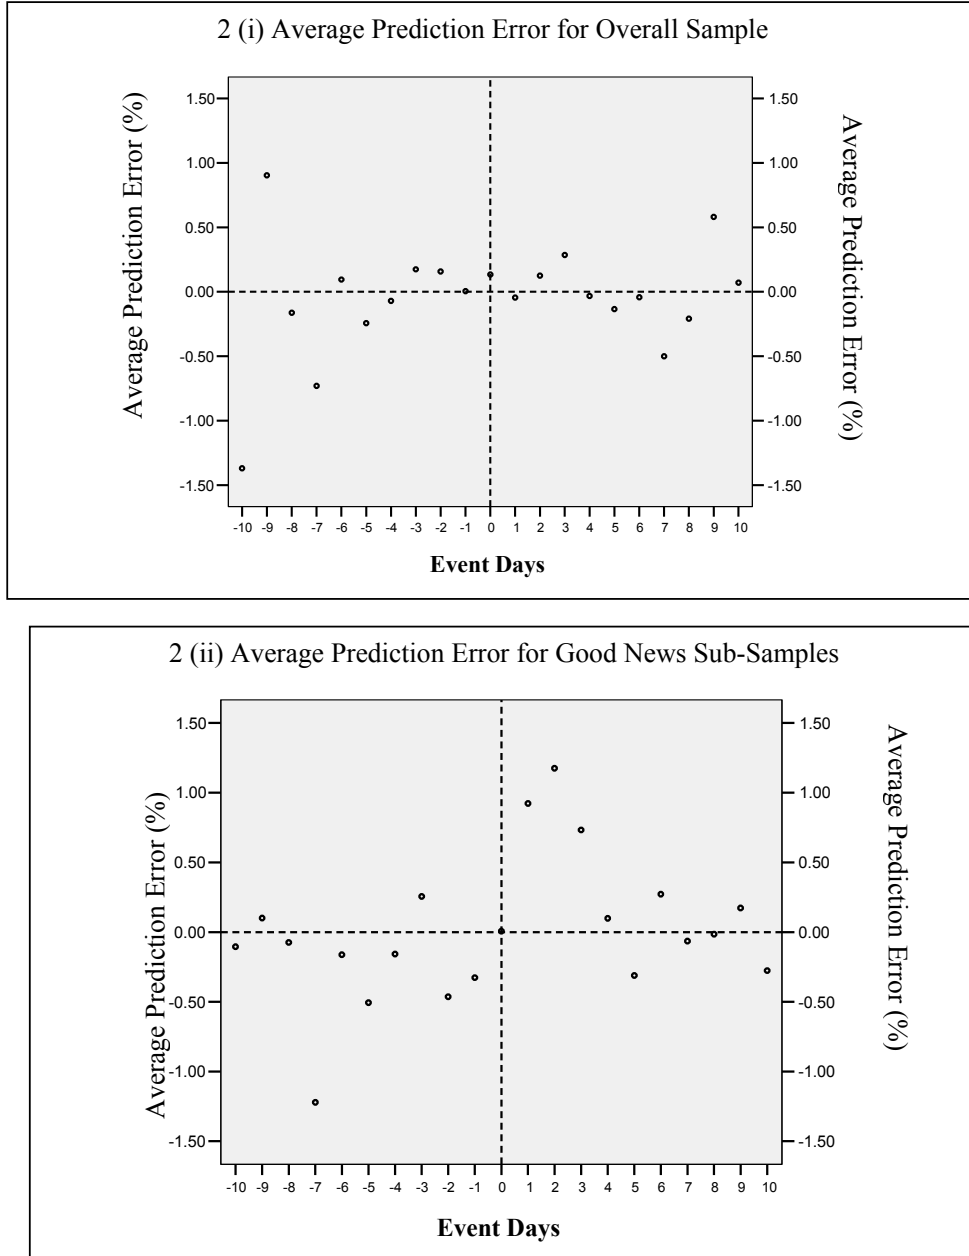 2 (i) Average Prediction Error for Overall Sample
Average Prediction Error (%)
1.50
1.00
0.50
0.00
-0.50
-1.00
-1.50
1.50
1.00
0.50
0.00
-0.50
-1.00
-1.50
Average Prediction Error (%)
-10 -9 -8 -7 -6 -5 -4 -3 -2 -1 0 1 2 3 4 5 6 7 8 9 10
Event Days
2 (ii) Average Prediction Error for Good News Sub-Samples
Average Prediction Error (%)
1.50
1.00
0.50
0.00
-0.50
-1.00
-1.50
1.50
1.00
0.50
0.00
-0.50
-1.00
-1.50
Average Prediction Error (%)
-10 -9 -8 -7 -6 -5 -4 -3 -2 -1 0 1 2 3 4 5 6 7 8 9 10
Event Days